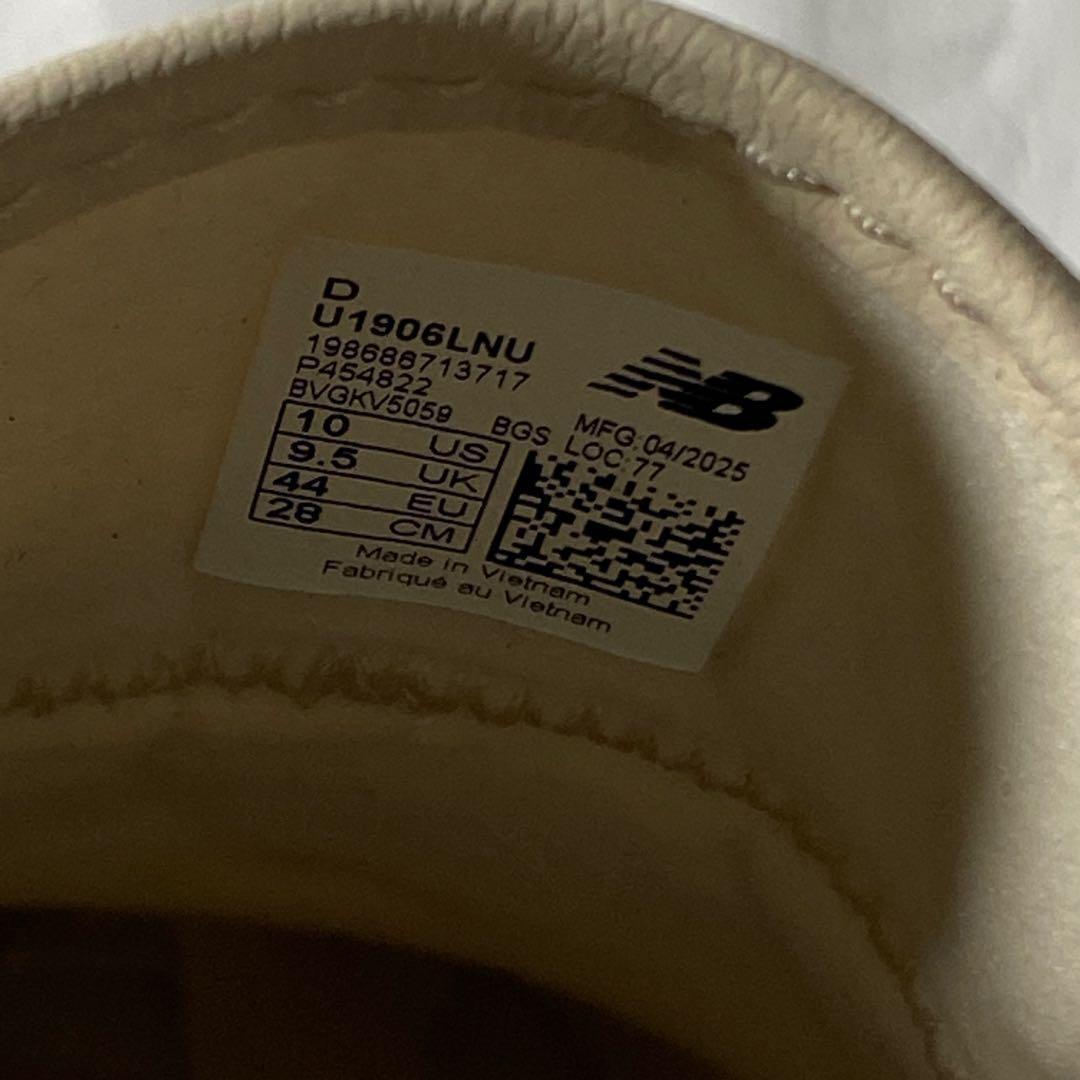 D
U1906LNU
198686713717
P454822
BVGKV5059
BGS
MFG:04/2025
LOC:77
10 US
9.5 UK
44 EU
28 CM
Made in Vietnam
Fabriqué au Vietnam
NB